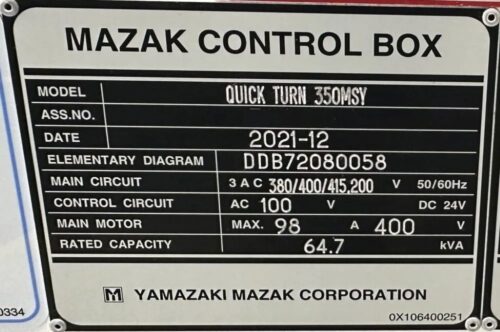 MAZAK CONTROL BOX
MODEL QUICK TURN 350MSY
ASS.NO.
DATE 2021-12
ELEMENTARY DIAGRAM DDB72080058
MAIN CIRCUIT 3 A C 380/400/415,200 V 50/60Hz
CONTROL CIRCUIT AC 100 V DC 24V
MAIN MOTOR MAX. 98 A 400 V
RATED CAPACITY 64.7 kVA
M YAMAZAKI MAZAK CORPORATION
0X106400251
0334